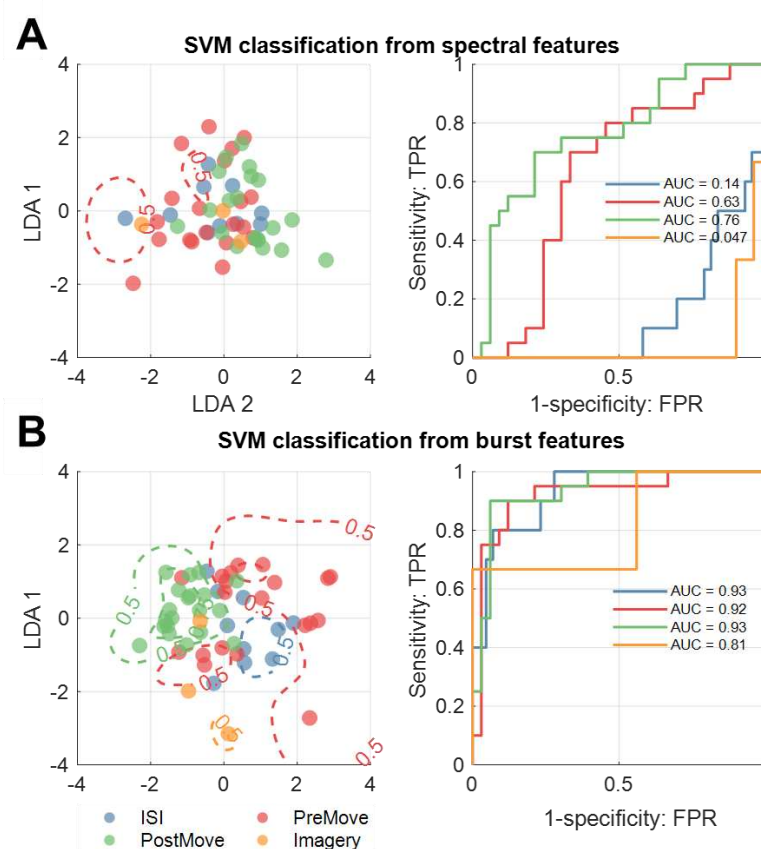 A
SVM classification from spectral features
4
2
0
-2
-4
LDA 1
-4
-2
0
2
4
LDA 2
0.5
0.5
1
0.8
0.6
0.4
0.2
0
Sensitivity: TPR
AUC = 0.14
AUC = 0.63
AUC = 0.76
AUC = 0.047
0
0.5
1-specificity: FPR
B
SVM classification from burst features
4
2
0
-2
-4
LDA 1
-4
-2
0
2
4
0.5
0.5
0.5
0.5
0.5
0.5
0.5
0.5
0.5
1
0.8
0.6
0.4
0.2
0
Sensitivity: TPR
AUC = 0.93
AUC = 0.92
AUC = 0.93
AUC = 0.81
0
0.5
1-specificity: FPR
ISI
PreMove
PostMove
Imagery